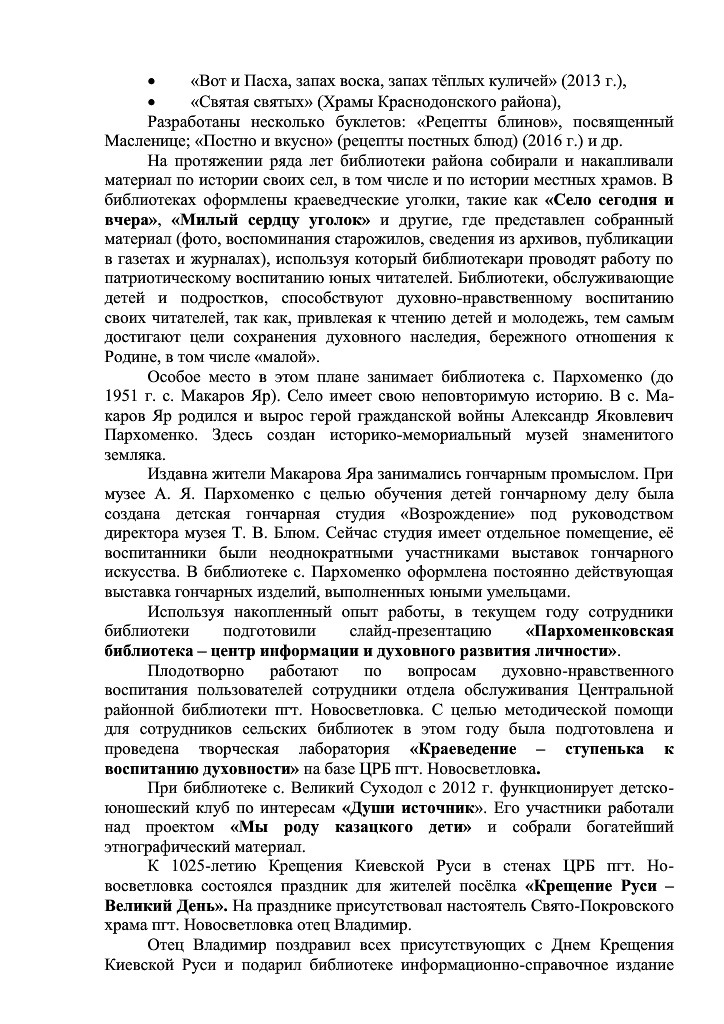 • «Вот и Пасха, запах воска, запах тёплых куличей» (2013 г.),
• «Святая святых» (Храмы Краснодонского района),
Разработаны несколько буклетов: «Рецепты блинов», посвященный
Масленице; «Постно и вкусно» (рецепты постных блюд) (2016 г.) и др.
На протяжении ряда лет библиотеки района собирали и накапливали
материал по истории своих сел, в том числе и по истории местных храмов. В
библиотеках оформлены краеведческие уголки, такие как «Село сегодня и
вчера», «Милый сердцу уголок» и другие, где представлен собранный
материал (фото, воспоминания старожилов, сведения из архивов, публикации
в газетах и журналах), используя который библиотекари проводят работу по
патриотическому воспитанию юных читателей. Библиотеки, обслуживающие
детей и подростков, способствуют духовно-нравственному воспитанию
своих читателей, так как, привлекая к чтению детей и молодежь, тем самым
достигают цели сохранения духовного наследия, бережного отношения к
Родине, в том числе «малой».
Особое место в этом плане занимает библиотека с. Пархоменко (до
1951 г. с. Макаров Яр). Село имеет свою неповторимую историю. В с. Ма-
каров Яр родился и вырос герой гражданской войны Александр Яковлевич
Пархоменко. Здесь создан историко-мемориальный музей знаменитого
земляка.
Издавна жители Макарова Яра занимались гончарным промыслом. При
музее А. Я. Пархоменко с целью обучения детей гончарному делу была
создана детская гончарная студия «Возрождение» под руководством
директора музея Т. В. Блюм. Сейчас студия имеет отдельное помещение, её
воспитанники были неоднократными участниками выставок гончарного
искусства. В библиотеке с. Пархоменко оформлена постоянно действующая
выставка гончарных изделий, выполненных юными умельцами.
Используя накопленный опыт работы, в текущем году сотрудники
библиотеки подготовили слайд-презентацию «Пархоменковская
библиотека – центр информации и духовного развития личности».
Плодотворно работают по вопросам духовно-нравственного
воспитания пользователей сотрудники отдела обслуживания Центральной
районной библиотеки пгт. Новосветловка. С целью методической помощи
для сотрудников сельских библиотек в этом году была подготовлена и
проведена творческая лаборатория «Краеведение – ступенька к
воспитанию духовности» на базе ЦРБ пгт. Новосветловка.
При библиотеке с. Великий Суходол с 2012 г. функционирует детско-
юношеский клуб по интересам «Души источник». Его участники работали
над проектом «Мы роду казацкого дети» и собрали богатейший
этнографический материал.
К 1025-летию Крещения Киевской Руси в стенах ЦРБ пгт. Но-
восветловка состоялся праздник для жителей посёлка «Крещение Руси –
Великий День». На празднике присутствовал настоятель Свято-Покровского
храма пгт. Новосветловка отец Владимир.
Отец Владимир поздравил всех присутствующих с Днем Крещения
Киевской Руси и подарил библиотеке информационно-справочное издание